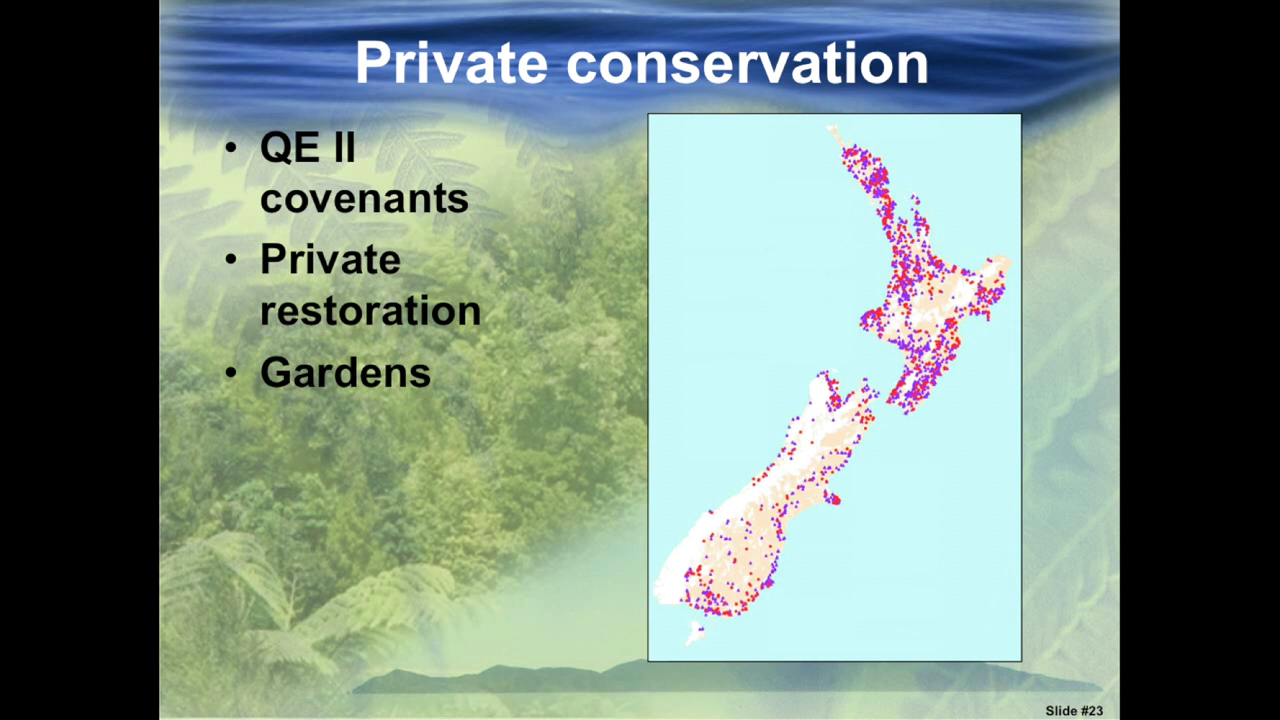 Private conservation
• QE II
covenants
• Private
restoration
• Gardens
Slide #23